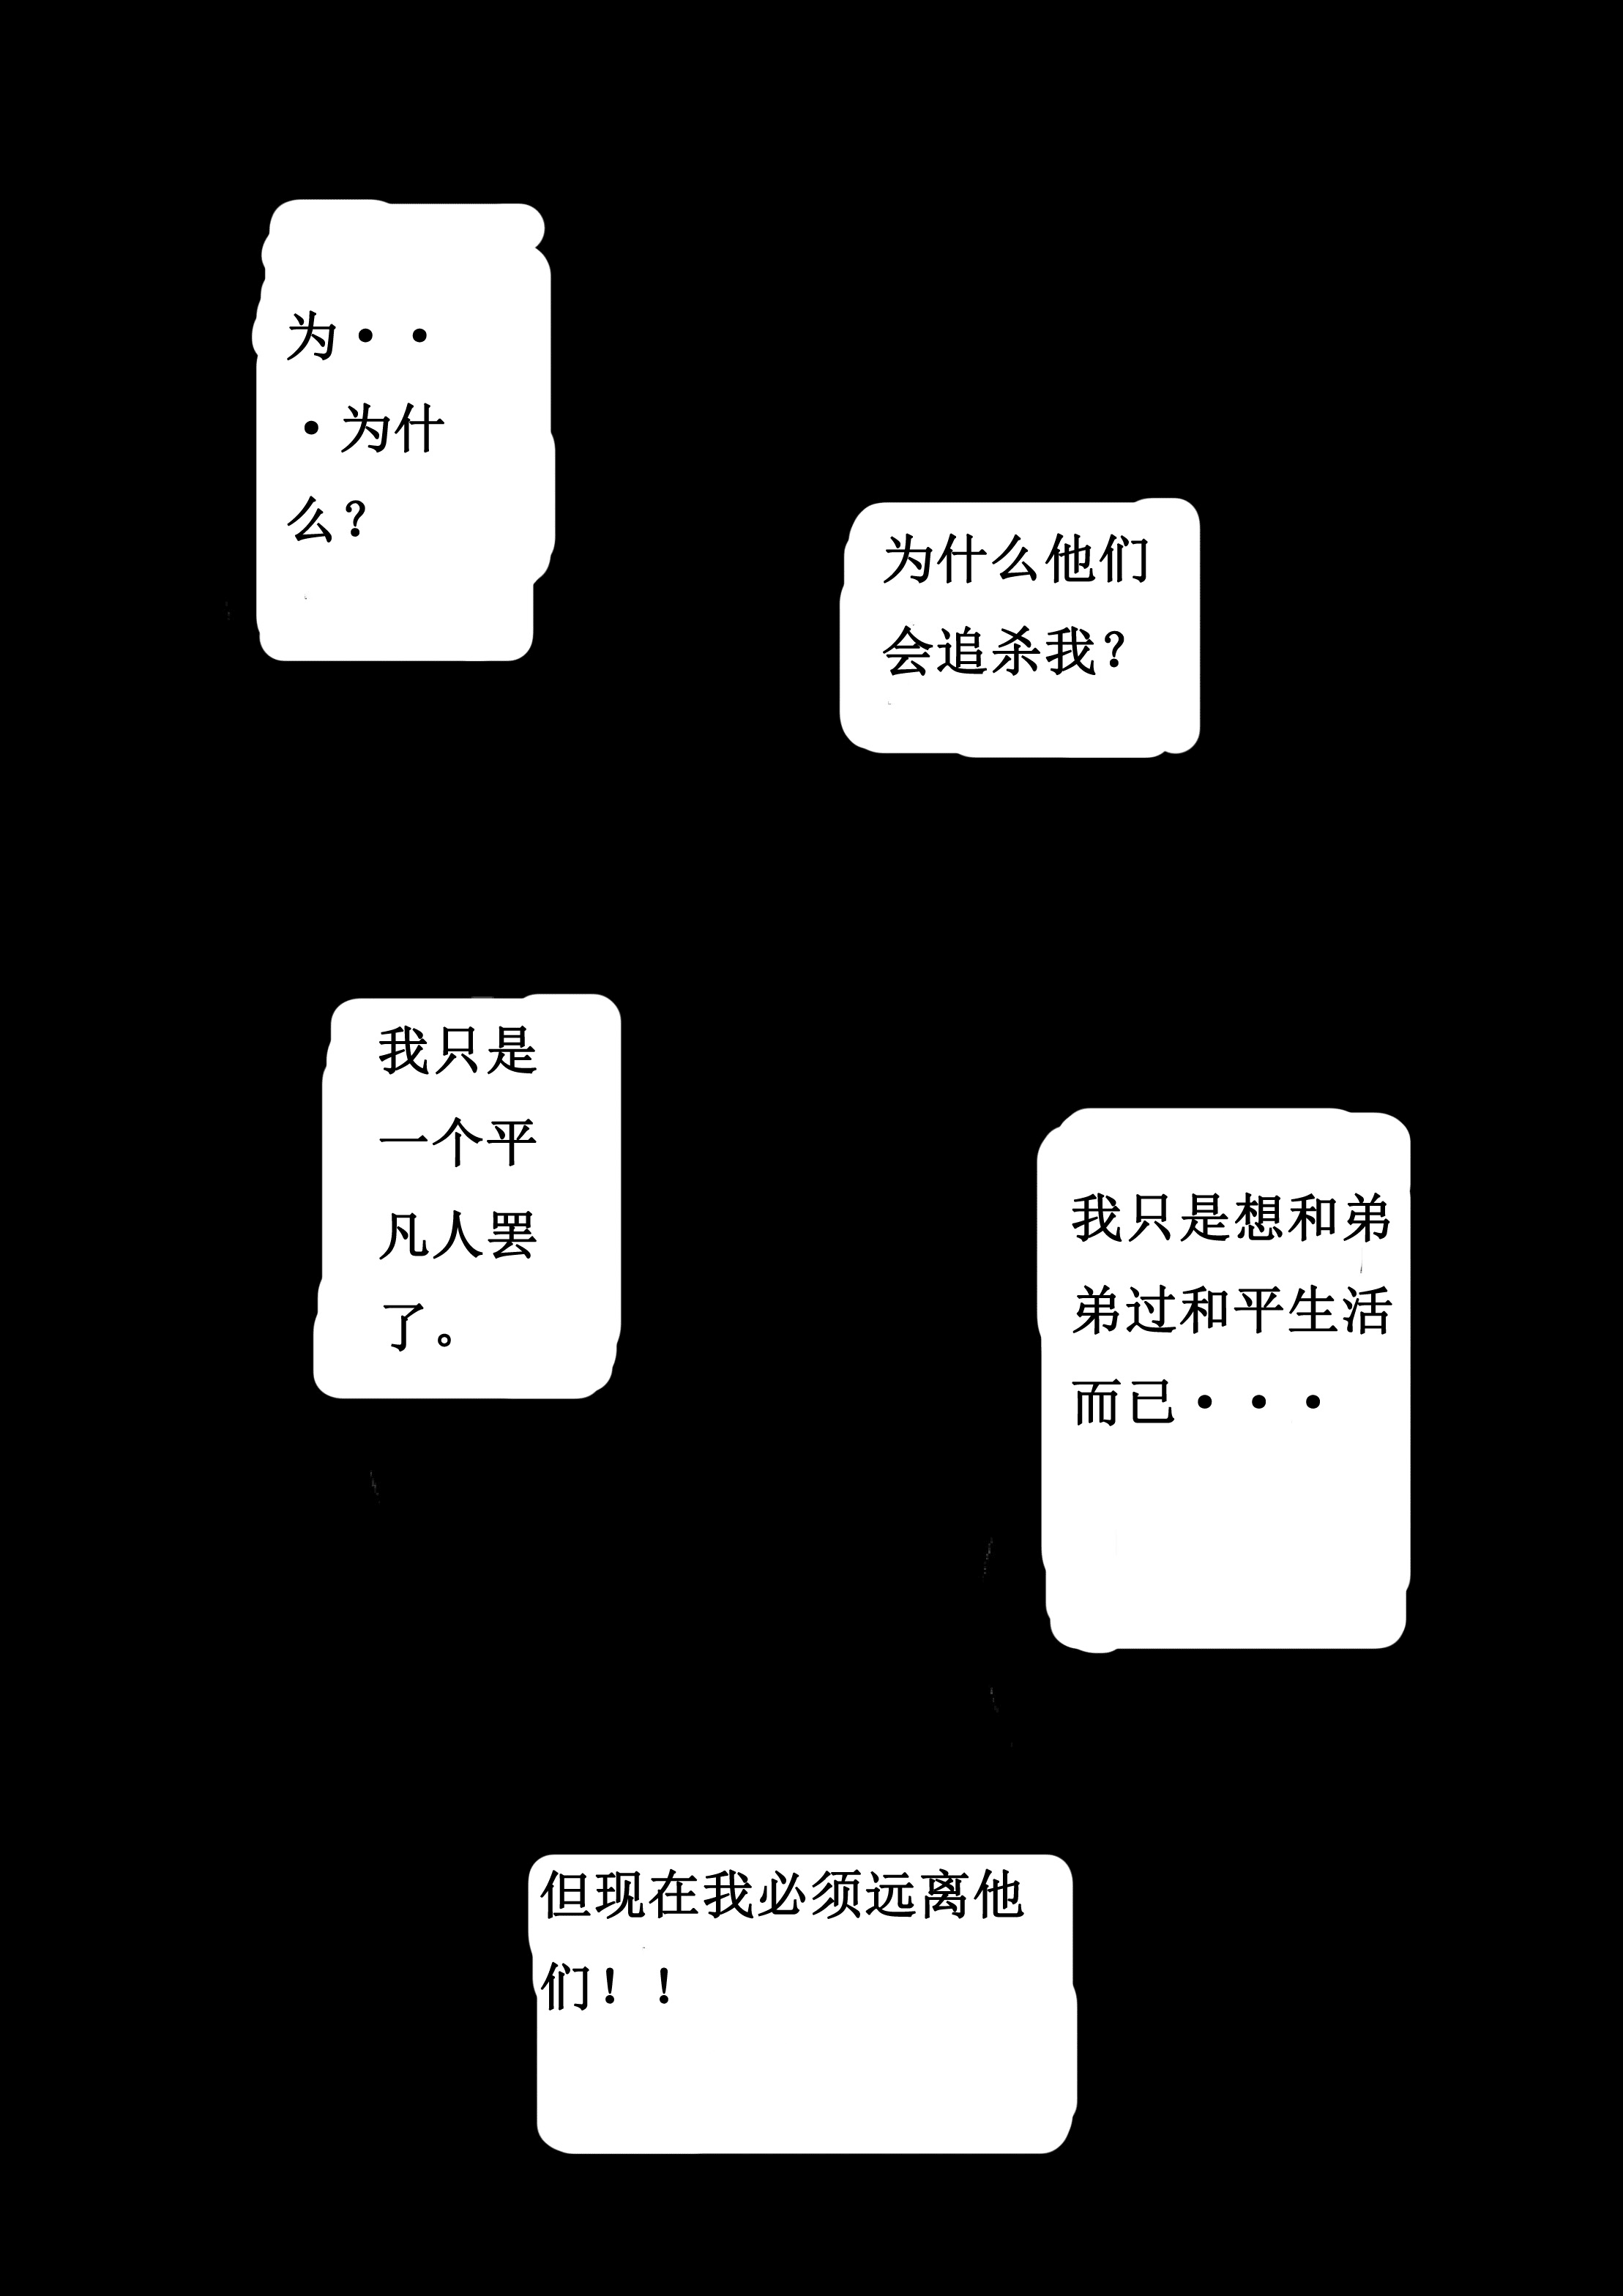 为・・
・为什
么？
为什么他们
会追杀我？
我只是
一个平
凡人罢
了。
我只是想和弟
弟过和平生活
而已・・・
但现在我必须远离他
们！！